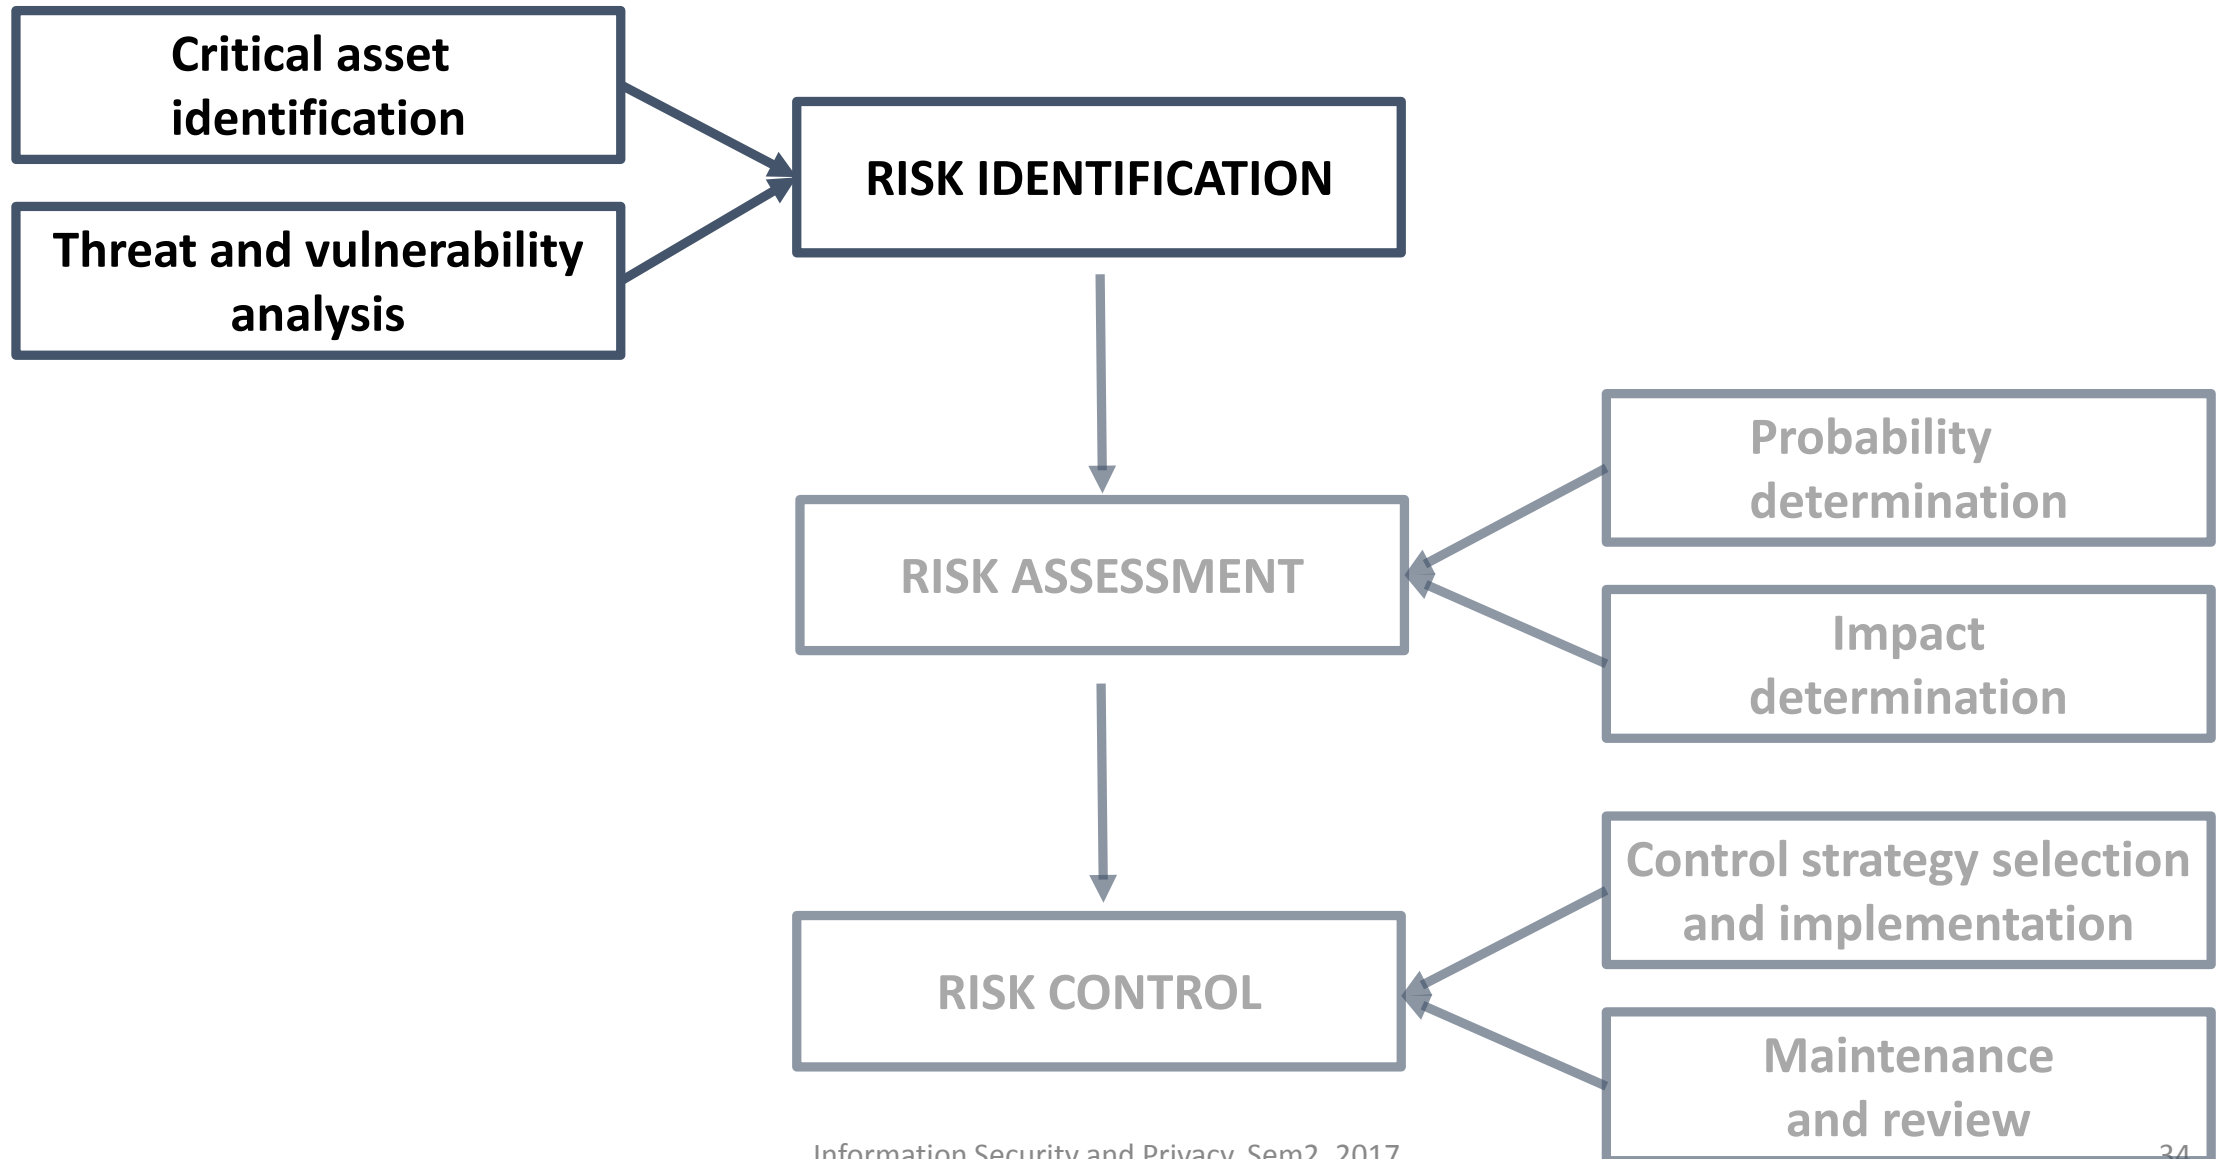 Critical asset
identification
RISK IDENTIFICATION
Threat and vulnerability
analysis
Probability
determination
RISK ASSESSMENT
Impact
determination
Control strategy selection
and implementation
RISK CONTROL
Maintenance
and review
Information Security and Privacy, Sem2, 2017
34